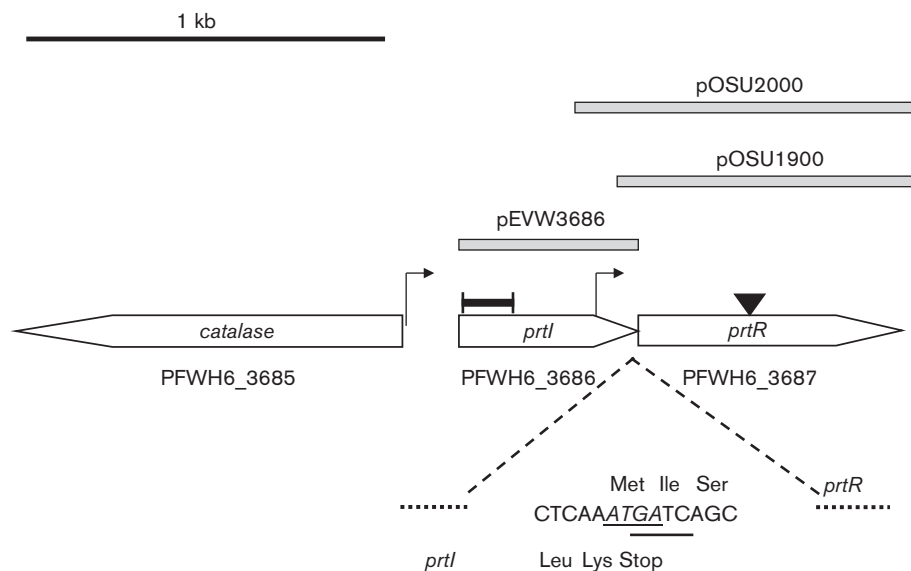 1 kb
pOSU2000
pOSU1900
pEVW3686
catalase
prtI
prtR
PFWH6_3685
PFWH6_3686
PFWH6_3687
Met Ile Ser
prtR
CTCAAATGATCAGC
prtI
Leu Lys Stop